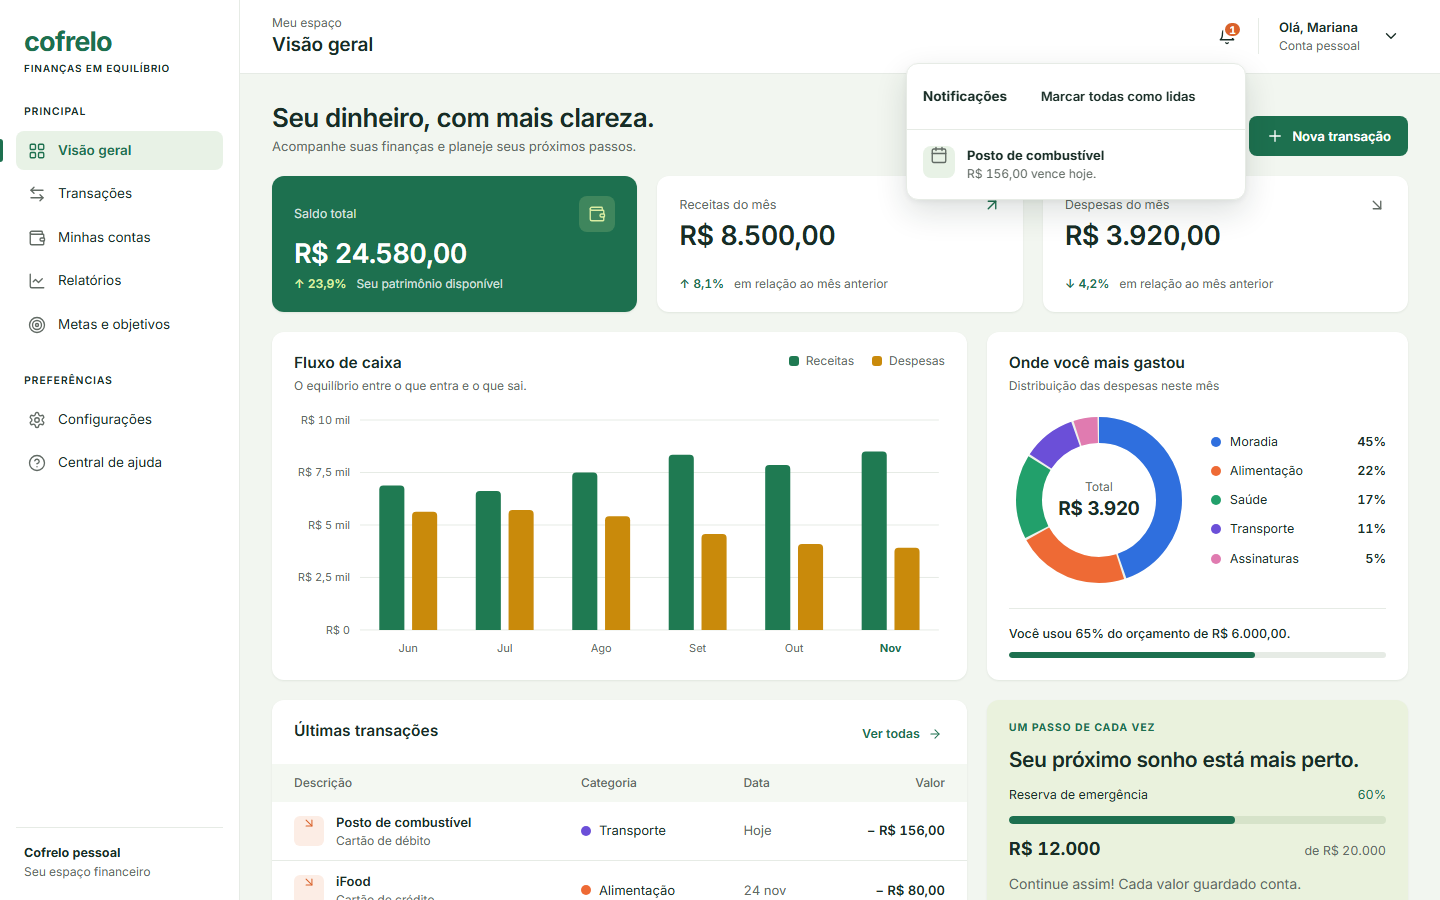 cofrelo
FINANÇAS EM EQUILÍBRIO
PRINCIPAL
Visão geral
Transações
Minhas contas
Relatórios
Metas e objetivos
PREFERÊNCIAS
Configurações
Central de ajuda
Cofrelo pessoal
Seu espaço financeiro
Meu espaço
Visão geral
1
Olá, Mariana
Conta pessoal
Notificações Marcar todas como lidas
Posto de combustível
R$ 156,00 vence hoje.
Seu dinheiro, com mais clareza.
Acompanhe suas finanças e planeje seus próximos passos.
Nova transação
Saldo total
R$ 24.580,00
↑ 23,9% Seu patrimônio disponível
Receitas do mês
R$ 8.500,00
↑ 8,1% em relação ao mês anterior
Despesas do mês
R$ 3.920,00
↓ 4,2% em relação ao mês anterior
Fluxo de caixa
O equilíbrio entre o que entra e o que sai.
Receitas Despesas
R$ 10 mil
R$ 7,5 mil
R$ 5 mil
R$ 2,5 mil
R$ 0
Jun Jul Ago Set Out Nov
Onde você mais gastou
Distribuição das despesas neste mês
Total
R$ 3.920
Moradia 45%
Alimentação 22%
Saúde 17%
Transporte 11%
Assinaturas 5%
Você usou 65% do orçamento de R$ 6.000,00.
Últimas transações
Ver todas →
Descrição Categoria Data Valor
Posto de combustível
Cartão de débito
Transporte Hoje − R$ 156,00
iFood
Cartão de crédito
Alimentação 24 nov − R$ 80,00
UM PASSO DE CADA VEZ
Seu próximo sonho está mais perto.
Reserva de emergência 60%
R$ 12.000 de R$ 20.000
Continue assim! Cada valor guardado conta.